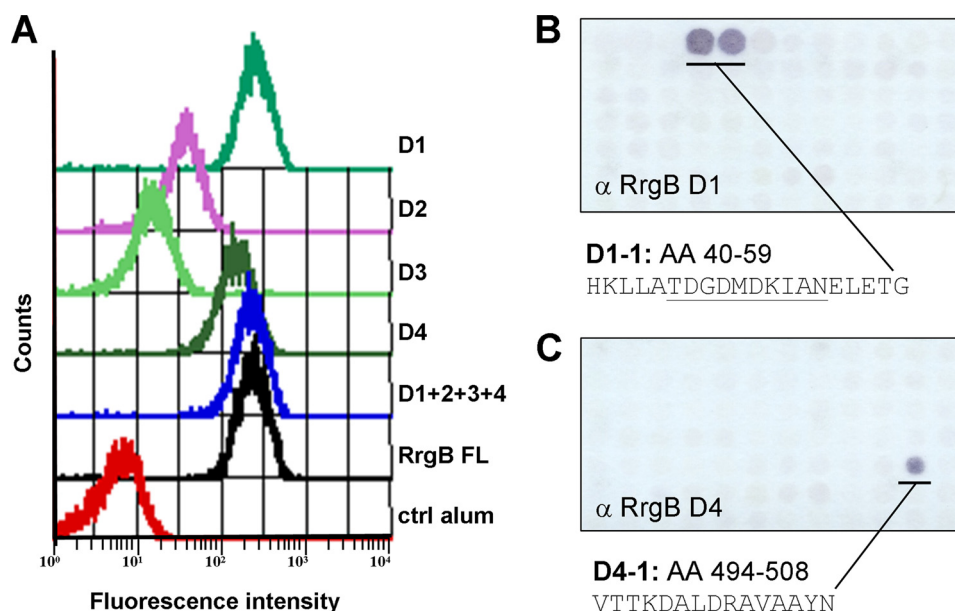 A
Counts
D1
D2
D3
D4
D1+2+3+4
RrgB FL
ctrl alum
10⁰ 10¹ 10² 10³ 10⁴
Fluorescence intensity
B
α RrgB D1
D1-1: AA 40-59
HKLLATDGDMDKIANELETG
C
α RrgB D4
D4-1: AA 494-508
VTTKDALDRAVAAYN